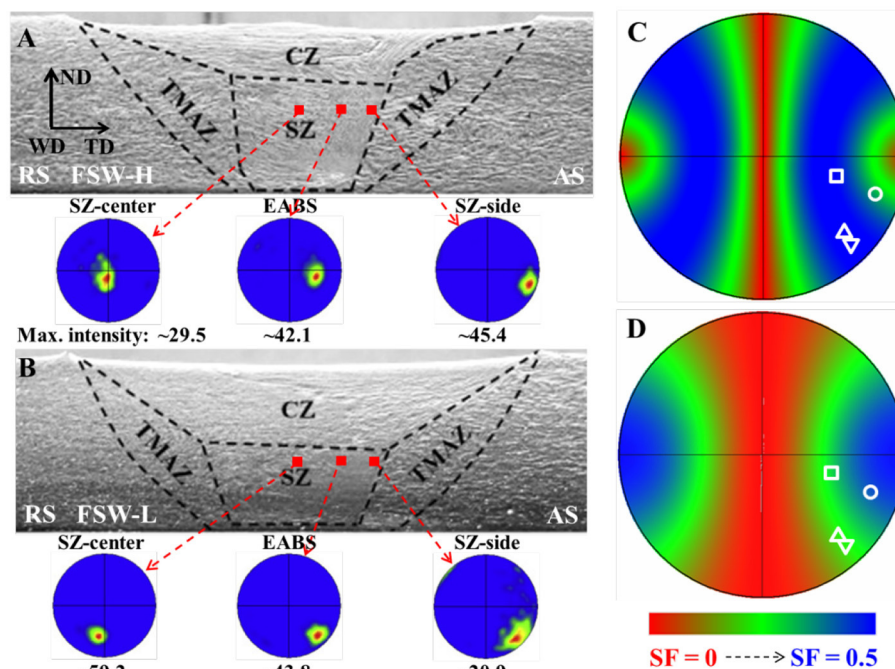 A
CZ
ND
TMAZ
TMAZ
SZ
WD TD
RS FSW-H AS
SZ-center EABS SZ-side
Max. intensity: ~29.5 ~42.1 ~45.4
B
CZ
TMAZ
TMAZ
SZ
RS FSW-L AS
SZ-center EABS SZ-side
C
D
SF = 0 SF = 0.5